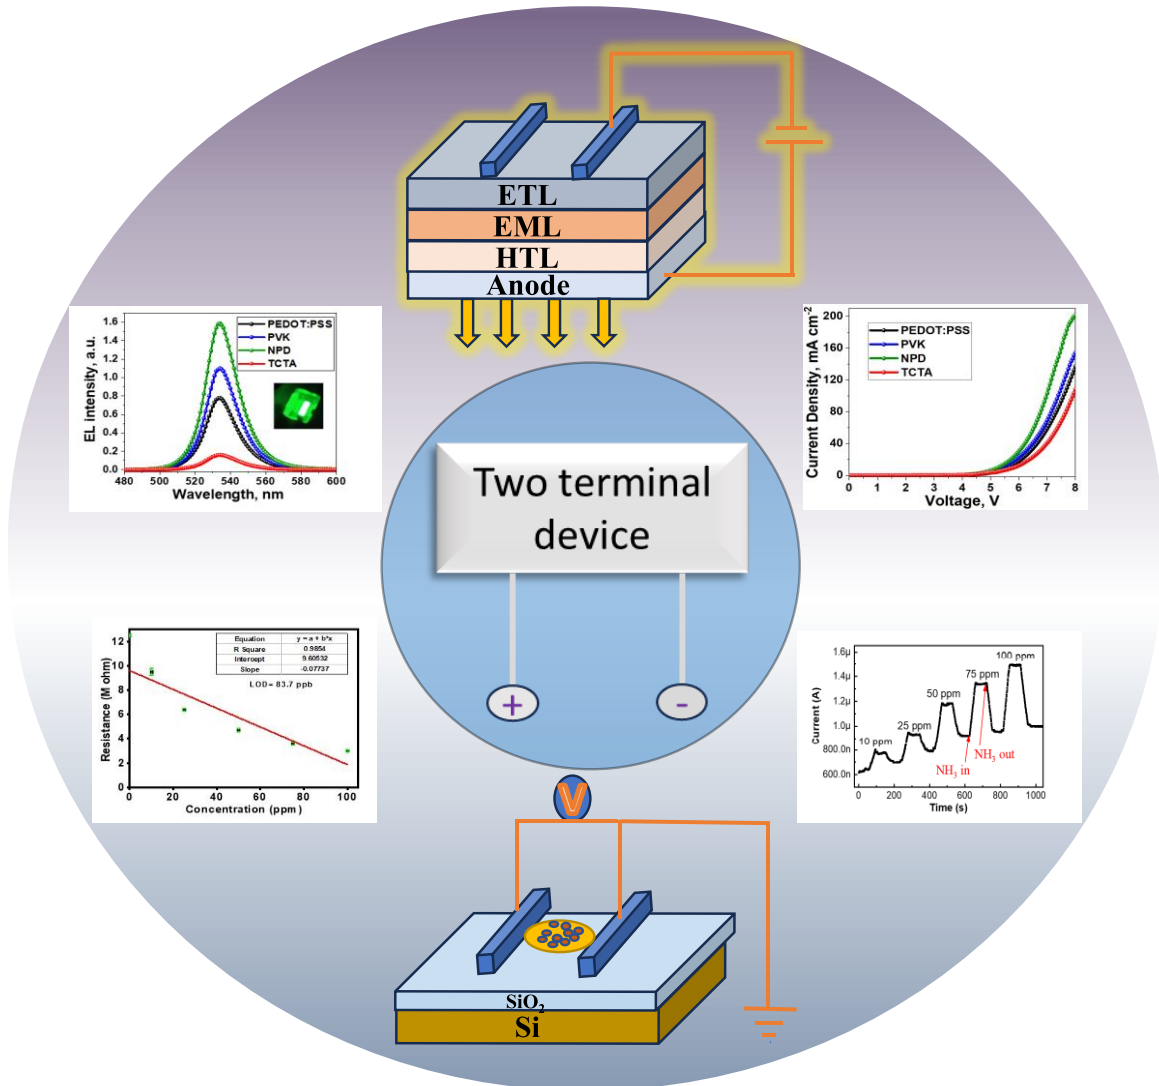 ETL
EML
HTL
Anode
1.6
1.4
1.2
1.0
0.8
0.6
0.4
0.2
0.0
EL intensity, a.u.
PEDOT:PSS
PVK
NPD
TCTA
480 500 520 540 560 580 600
Wavelength, nm
200
160
120
80
40
0
Current Density, mA cm⁻²
PEDOT:PSS
PVK
NPD
TCTA
0 1 2 3 4 5 6 7 8
Voltage, V
Two terminal
device
+ -
12
10
8
6
4
2
0
Resistance (M ohm)
Equation y = a + b*x
R Square 0.9854
Intercept 9.60532
Slope -0.07737
LOD= 83.7 ppb
0 20 40 60 80 100
Concentration (ppm)
1.6µ
1.4µ
1.2µ
1.0µ
800.0n
600.0n
Current (A)
10 ppm
25 ppm
50 ppm
75 ppm
100 ppm
NH₃ in
NH₃ out
0 200 400 600 800 1000
Time (s)
V
SiO₂
Si